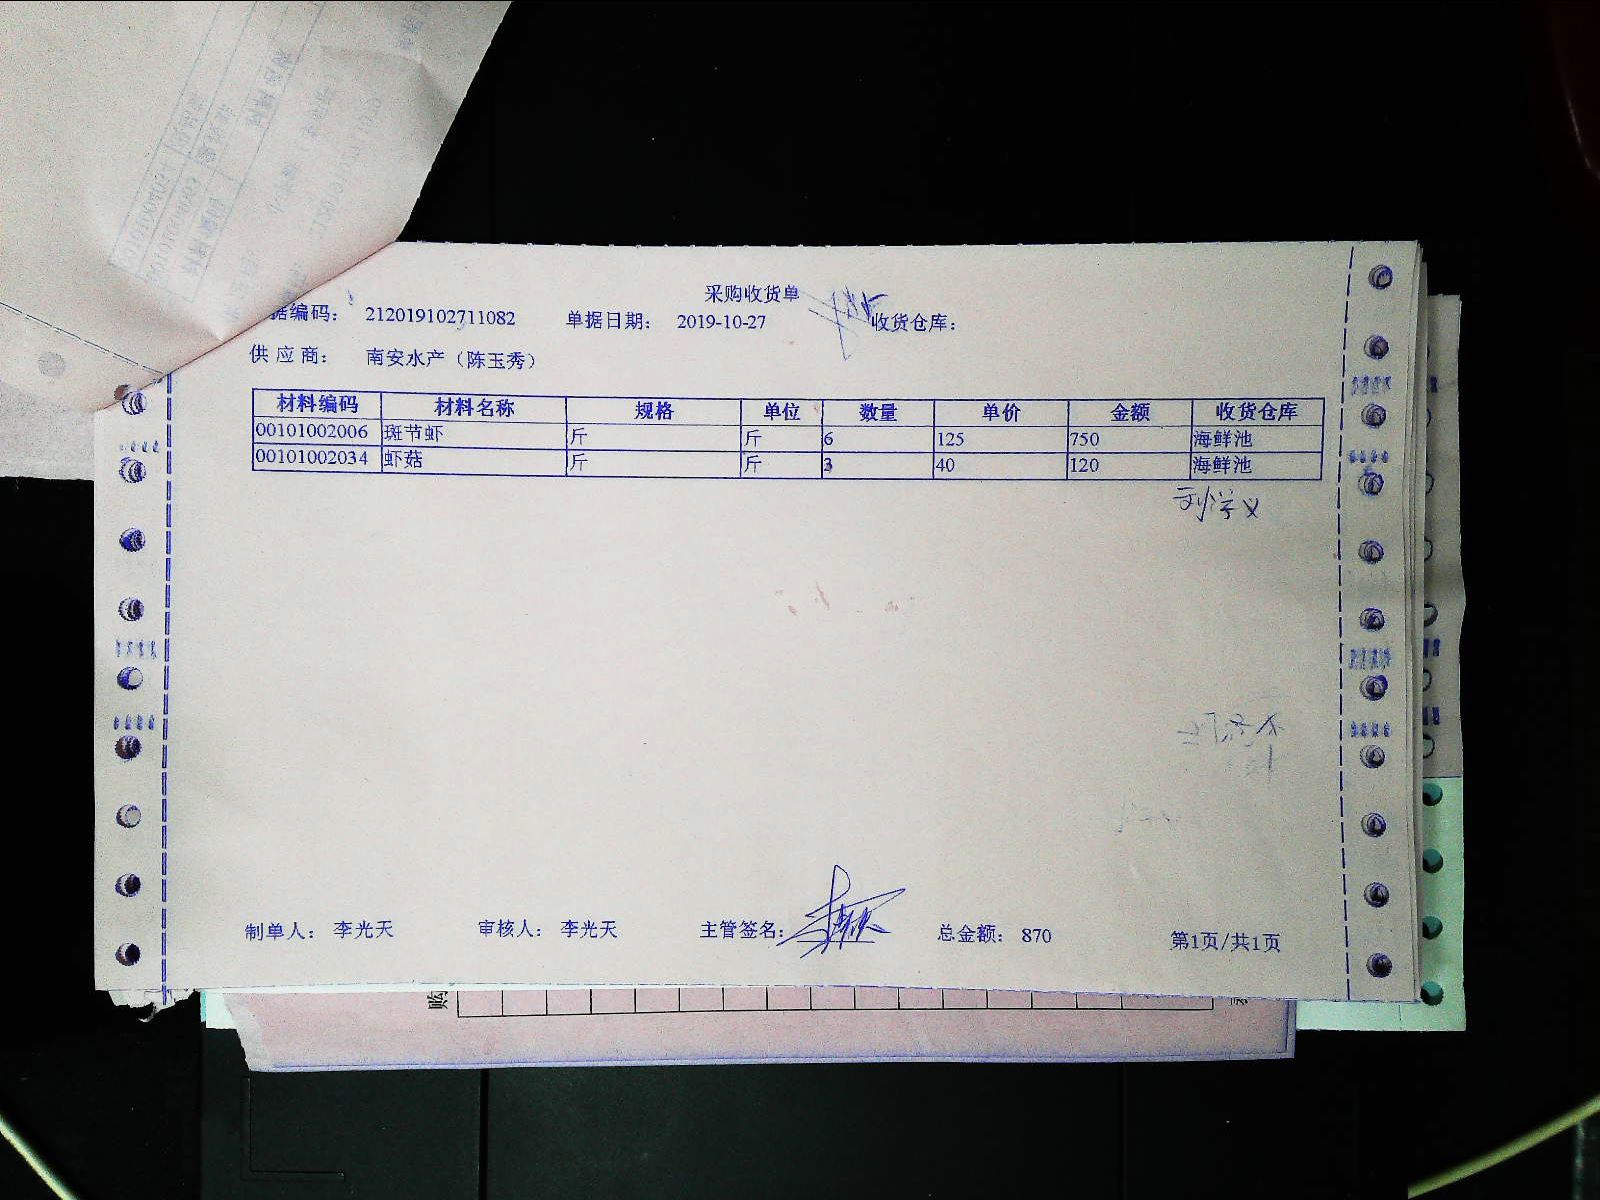 采购收货单
据编码： 212019102711082 单据日期： 2019-10-27 收货仓库：
供应商： 南安水产（陈玉秀）
材料编码 材料名称 规格 单位 数量 单价 金额 收货仓库
00101002006 斑节虾 斤 斤 6 125 750 海鲜池
00101002034 虾菇 斤 斤 3 40 120 海鲜池
刘学义
制单人： 李光天 审核人： 李光天 主管签名： 总金额： 870 第1页/共1页
购